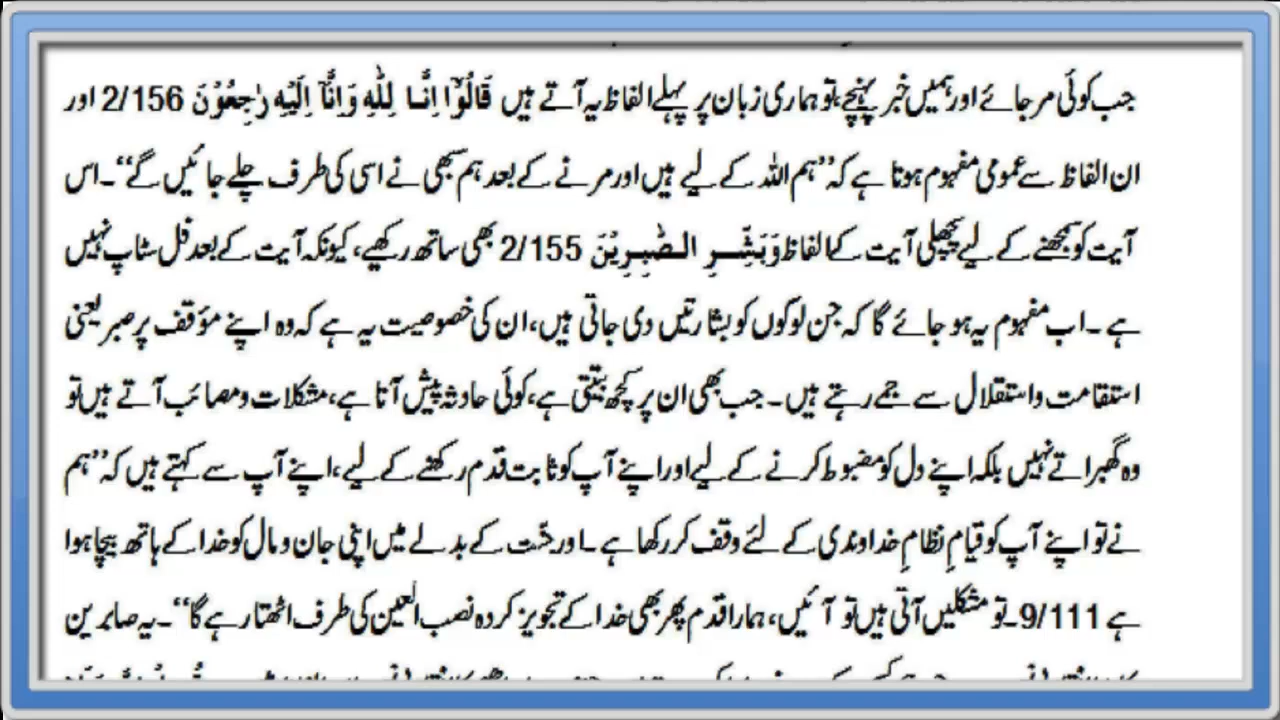 جب کوئی مر جائے اور ہمیں خبر پہنچے، تو ہماری زبان پر پہلے الفاظ یہ آتے ہیں قَالُوْٓا اِنَّا لِلّٰهِ وَاِنَّآ اِلَيْهِ رٰجِعُوْنَ 2/156 اور
ان الفاظ سے عمومی مفہوم ہوتا ہے کہ ”ہم اللہ کے لیے ہیں اور مرنے کے بعد ہم سبھی نے اسی کی طرف چلے جائیں گے“۔ اس
آیت کو سمجھنے کے لیے پچھلی آیت کے الفاظ وَبَشِّرِ الصّٰبِرِيْنَ 2/155 بھی ساتھ رکھیے، کیونکہ آیت کے بعد فل سٹاپ نہیں
ہے۔ اب مفہوم یہ ہو جائے گا کہ جن لوگوں کو بشارتیں دی جاتی ہیں، ان کی خصوصیت یہ ہے کہ وہ اپنے مؤقف پر صبر یعنی
استقامت و استقلال سے جمے رہتے ہیں۔ جب بھی ان پر کچھ بیتتی ہے، کوئی حادثہ پیش آتا ہے، مشکلات و مصائب آتے ہیں تو
وہ گھبراتے نہیں بلکہ اپنے دل کو مضبوط کرنے کے لیے اور اپنے آپ کو ثابت قدم رکھنے کے لیے، اپنے آپ سے کہتے ہیں کہ ”ہم
نے تو اپنے آپ کو قیامِ نظامِ خداوندی کے لئے وقف کر رکھا ہے۔ اور جنّت کے بدلے میں اپنی جان و مال کو خدا کے ہاتھ بیچا ہوا
ہے 9/111۔ تو مشکلیں آتی ہیں تو آئیں، ہمارا قدم پھر بھی خدا کے تجویز کردہ نصب العین کی طرف اٹھتا رہے گا“۔ یہ صابرین